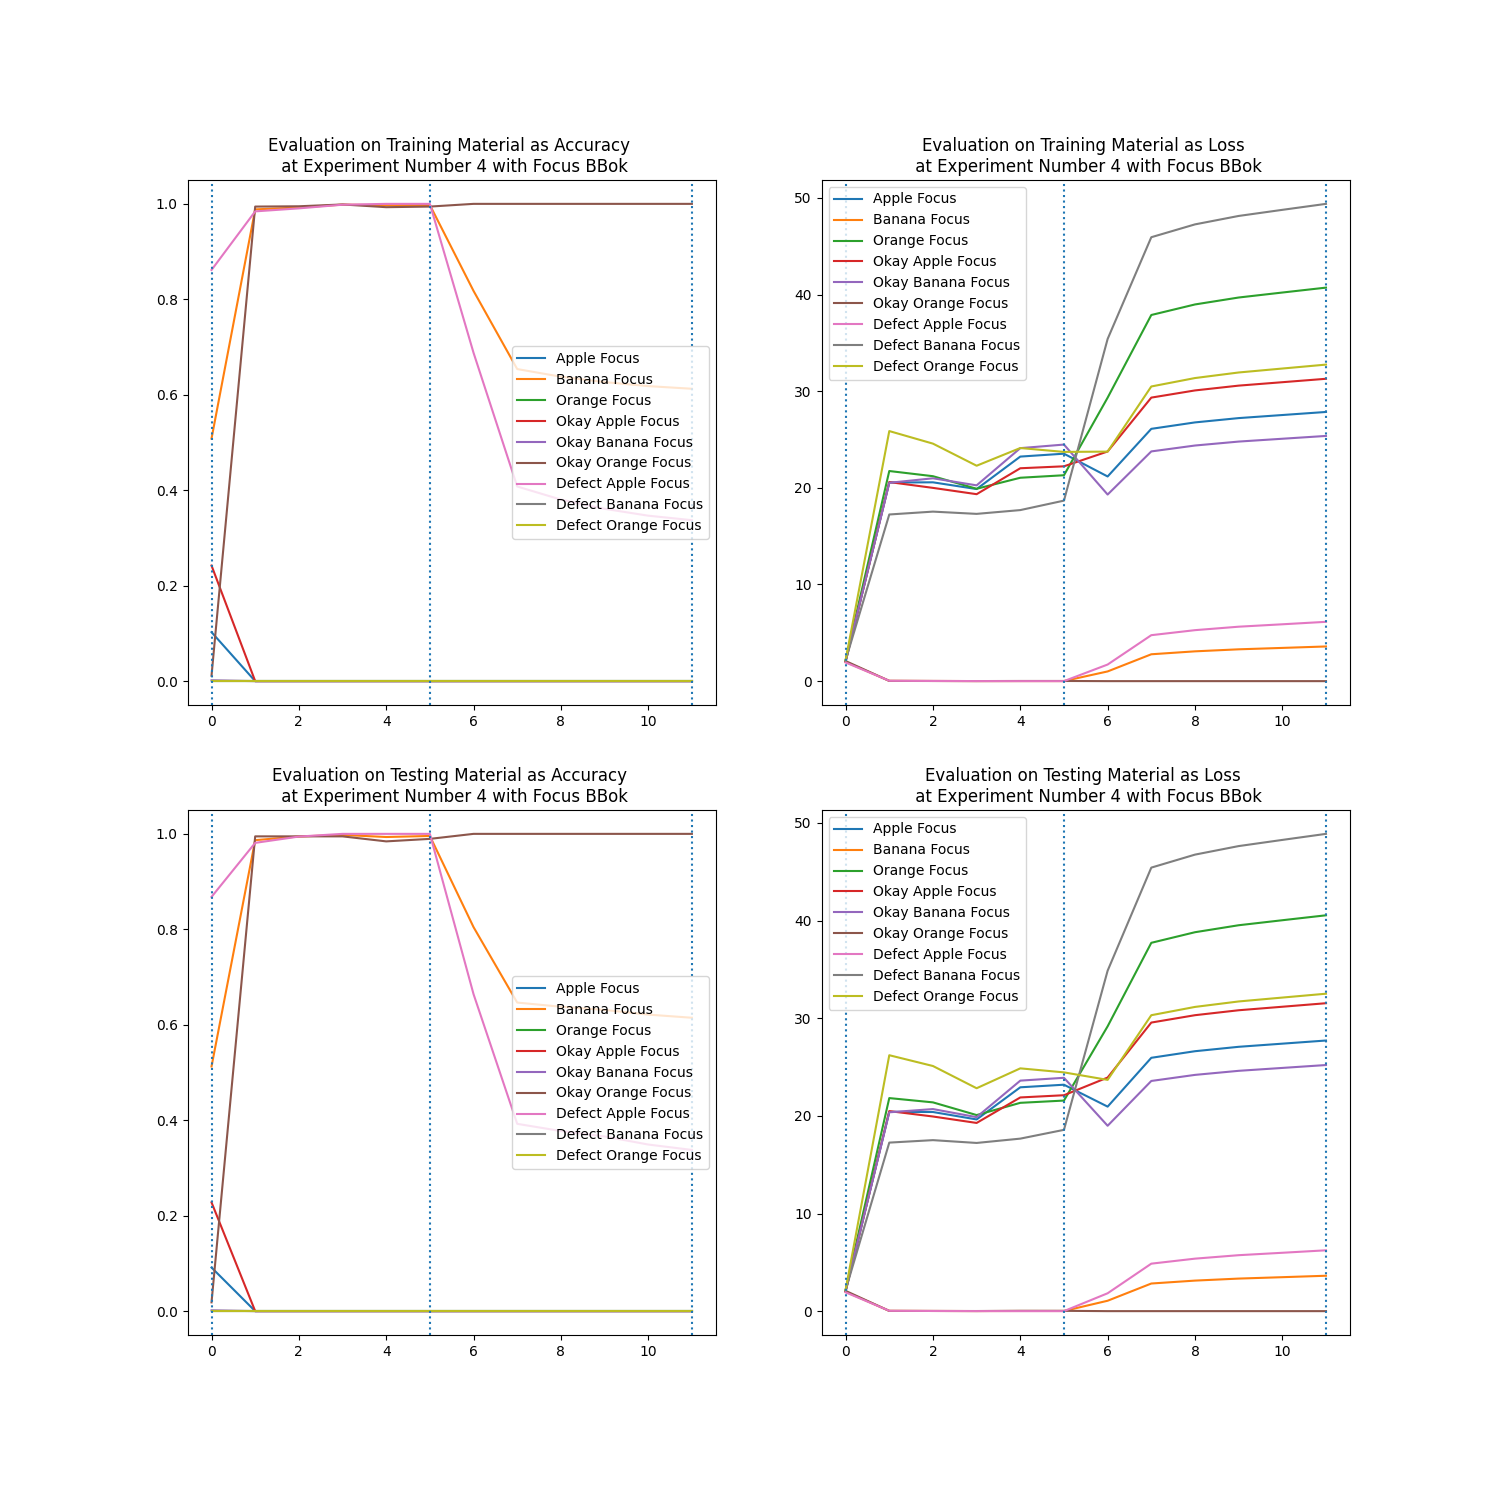 Evaluation on Training Material as Accuracy
at Experiment Number 4 with Focus BBok
1.0
0.8
0.6
0.4
0.2
0.0
0 2 4 6 8 10
Apple Focus
Banana Focus
Orange Focus
Okay Apple Focus
Okay Banana Focus
Okay Orange Focus
Defect Apple Focus
Defect Banana Focus
Defect Orange Focus
Evaluation on Training Material as Loss
at Experiment Number 4 with Focus BBok
50
40
30
20
10
0
0 2 4 6 8 10
Apple Focus
Banana Focus
Orange Focus
Okay Apple Focus
Okay Banana Focus
Okay Orange Focus
Defect Apple Focus
Defect Banana Focus
Defect Orange Focus
Evaluation on Testing Material as Accuracy
at Experiment Number 4 with Focus BBok
1.0
0.8
0.6
0.4
0.2
0.0
0 2 4 6 8 10
Apple Focus
Banana Focus
Orange Focus
Okay Apple Focus
Okay Banana Focus
Okay Orange Focus
Defect Apple Focus
Defect Banana Focus
Defect Orange Focus
Evaluation on Testing Material as Loss
at Experiment Number 4 with Focus BBok
50
40
30
20
10
0
0 2 4 6 8 10
Apple Focus
Banana Focus
Orange Focus
Okay Apple Focus
Okay Banana Focus
Okay Orange Focus
Defect Apple Focus
Defect Banana Focus
Defect Orange Focus